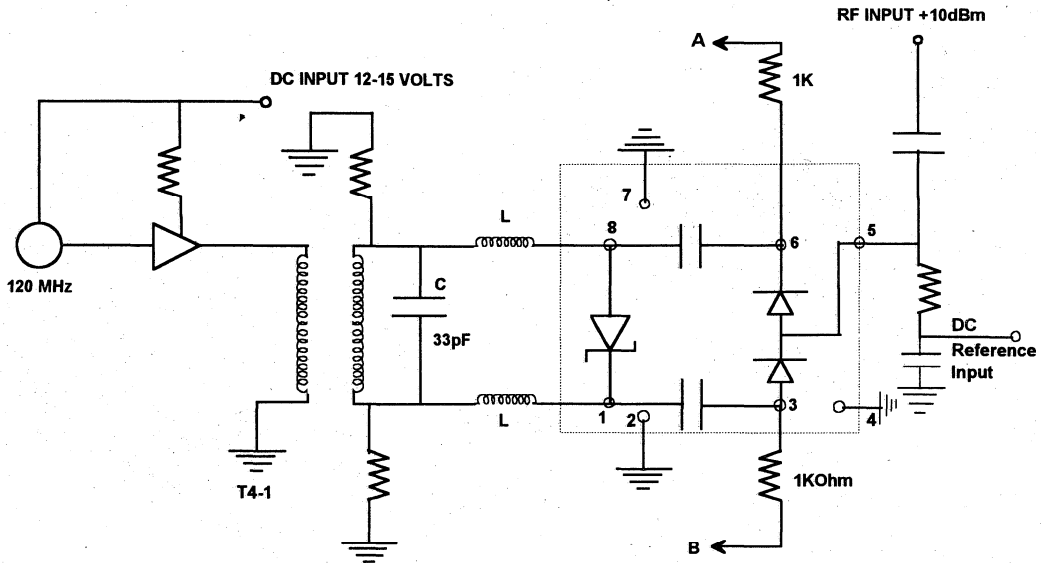 RF INPUT +10dBm
A
1K
DC INPUT 12-15 VOLTS
7
L
8
6
5
120 MHz
C
33pF
DC
Reference
Input
1
2
3
4
L
T4-1
1KOhm
B